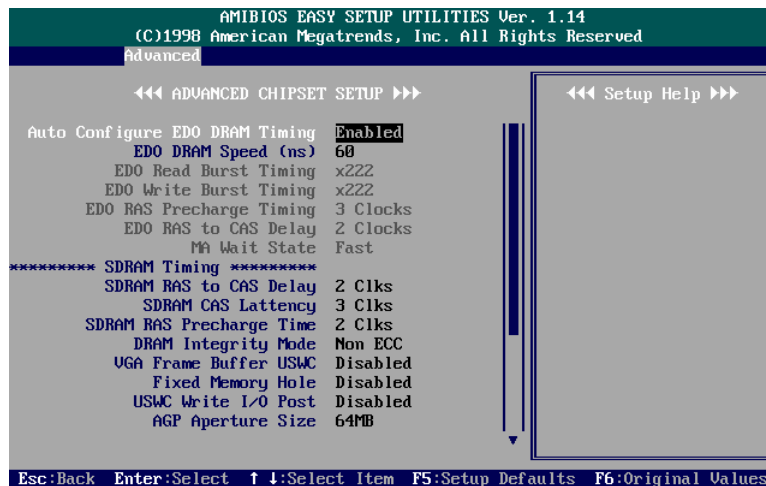 AMIBIOS EASY SETUP UTILITIES Ver. 1.14
(C)1998 American Megatrends, Inc. All Rights Reserved
Advanced
ADVANCED CHIPSET SETUP
Setup Help
Auto Configure EDO DRAM Timing Enabled
EDO DRAM Speed (ns) 60
EDO Read Burst Timing x222
EDO Write Burst Timing x222
EDO RAS Precharge Timing 3 Clocks
EDO RAS to CAS Delay 2 Clocks
MA Wait State Fast
********* SDRAM Timing *********
SDRAM RAS to CAS Delay 2 Clks
SDRAM CAS Lattency 3 Clks
SDRAM RAS Precharge Time 2 Clks
DRAM Integrity Mode Non ECC
VGA Frame Buffer USWC Disabled
Fixed Memory Hole Disabled
USWC Write I/O Post Disabled
AGP Aperture Size 64MB
Esc:Back Enter:Select ↑ ↓:Select Item F5:Setup Defaults F6:Original Values